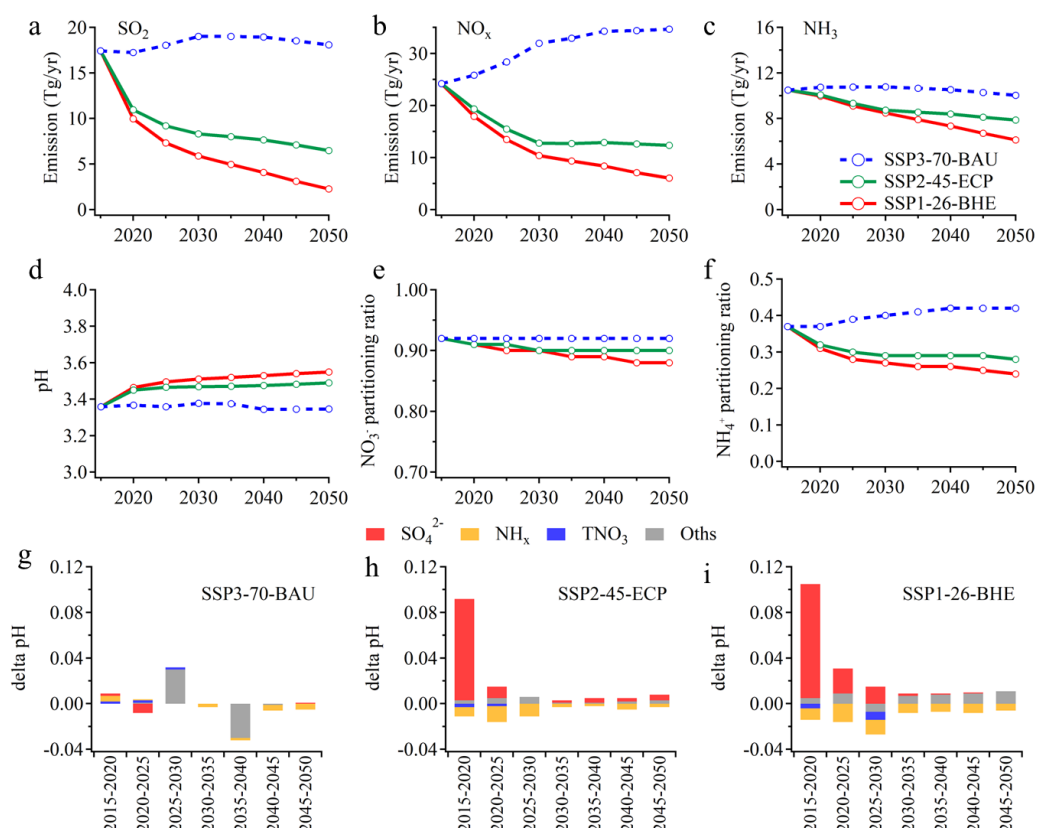 a SO2 b NOx c NH3
Emission (Tg/yr) 20 15 10 5 0
2020 2030 2040 2050
Emission (Tg/yr) 30 20 10 0
2020 2030 2040 2050
Emission (Tg/yr) 16 12 8 4 0
SSP3-70-BAU
SSP2-45-ECP
SSP1-26-BHE
2020 2030 2040 2050
d e f
pH 4.0 3.8 3.6 3.4 3.2 3.0
2020 2030 2040 2050
NO3- partitioning ratio 1.00 0.90 0.80 0.70
2020 2030 2040 2050
NH4+ partitioning ratio 0.5 0.4 0.3 0.2 0.1 0.0
2020 2030 2040 2050
SO4 2- NHx TNO3 Oths
g SSP3-70-BAU
delta pH 0.12 0.08 0.04 0.00 -0.04
2015-2020 2020-2025 2025-2030 2030-2035 2035-2040 2040-2045 2045-2050
h SSP2-45-ECP
delta pH 0.12 0.08 0.04 0.00 -0.04
2015-2020 2020-2025 2025-2030 2030-2035 2035-2040 2040-2045 2045-2050
i SSP1-26-BHE
delta pH 0.12 0.08 0.04 0.00 -0.04
2015-2020 2020-2025 2025-2030 2030-2035 2035-2040 2040-2045 2045-2050